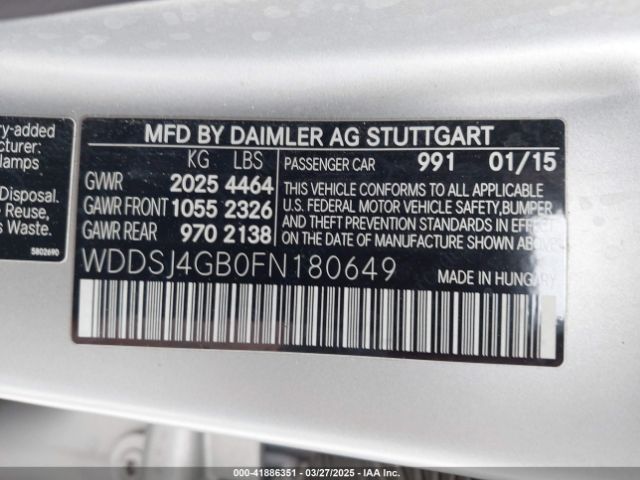 ry-added
cturer:
lamps
Disposal.
Reuse,
s Waste.
5802690
MFD BY DAIMLER AG STUTTGART
KG LBS
GVWR 2025 4464
GAWR FRONT 1055 2326
GAWR REAR 970 2138
PASSENGER CAR 991 01/15
THIS VEHICLE CONFORMS TO ALL APPLICABLE
U.S. FEDERAL MOTOR VEHICLE SAFETY,BUMPER
AND THEFT PREVENTION STANDARDS IN EFFECT
ON THE DATE OF MANUFACTURE SHOWN ABOVE.
WDDSJ4GB0FN180649
MADE IN HUNGARY
000-41886351 | 03/27/2025 | IAA, Inc.